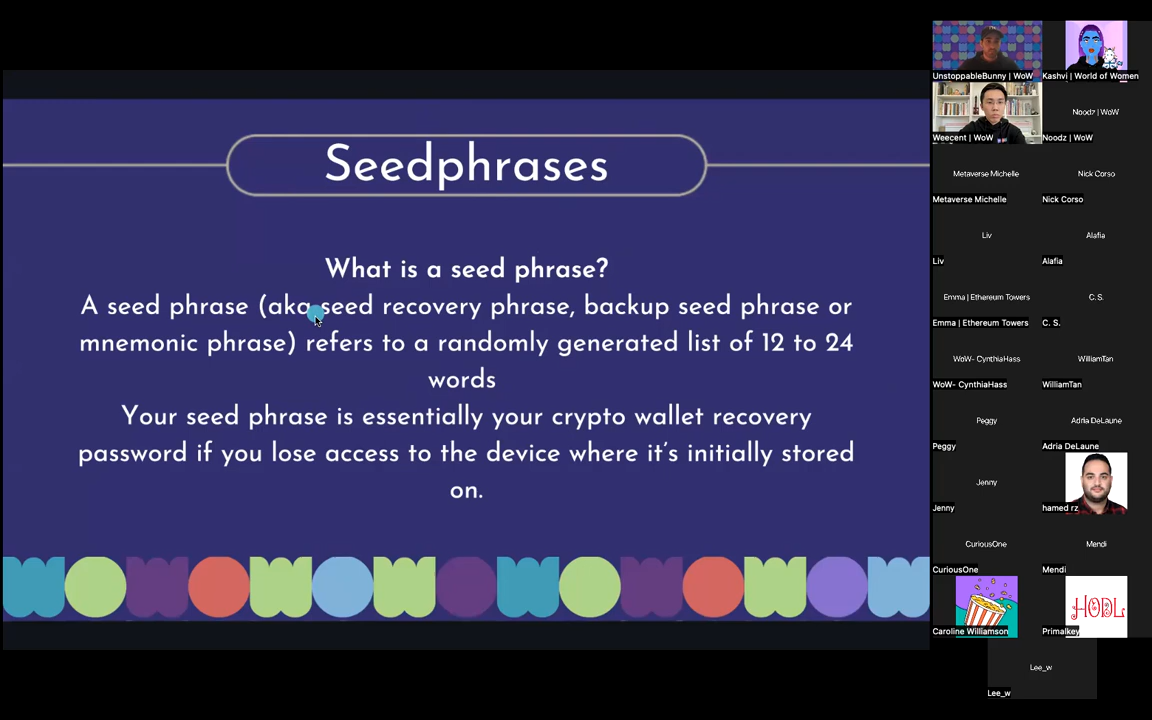 Seedphrases
What is a seed phrase?
A seed phrase (aka seed recovery phrase, backup seed phrase or
mnemonic phrase) refers to a randomly generated list of 12 to 24
words
Your seed phrase is essentially your crypto wallet recovery
password if you lose access to the device where it's initially stored
on.
UnstoppableBunny | WoW
Kashvi | World of Women
Weecent | WoW
Noodz | WoW
Noodz | WoW
Metaverse Michelle
Metaverse Michelle
Nick Corso
Nick Corso
Liv
Liv
Alafia
Alafia
Emma | Ethereum Towers
Emma | Ethereum Towers
C. S.
C. S.
WoW- CynthiaHass
WoW- CynthiaHass
WilliamTan
WilliamTan
Peggy
Peggy
Adria DeLaune
Adria DeLaune
Jenny
Jenny
hamed rz
CuriousOne
CuriousOne
Mendi
Mendi
Caroline Williamson
HODL
Primalkey
Lee_w
Lee_w